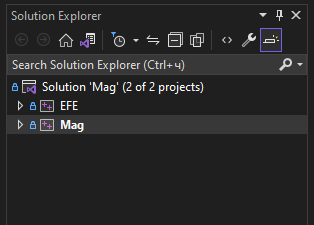 Solution Explorer
Search Solution Explorer (Ctrl+ч)
Solution 'Mag' (2 of 2 projects)
EFE
Mag